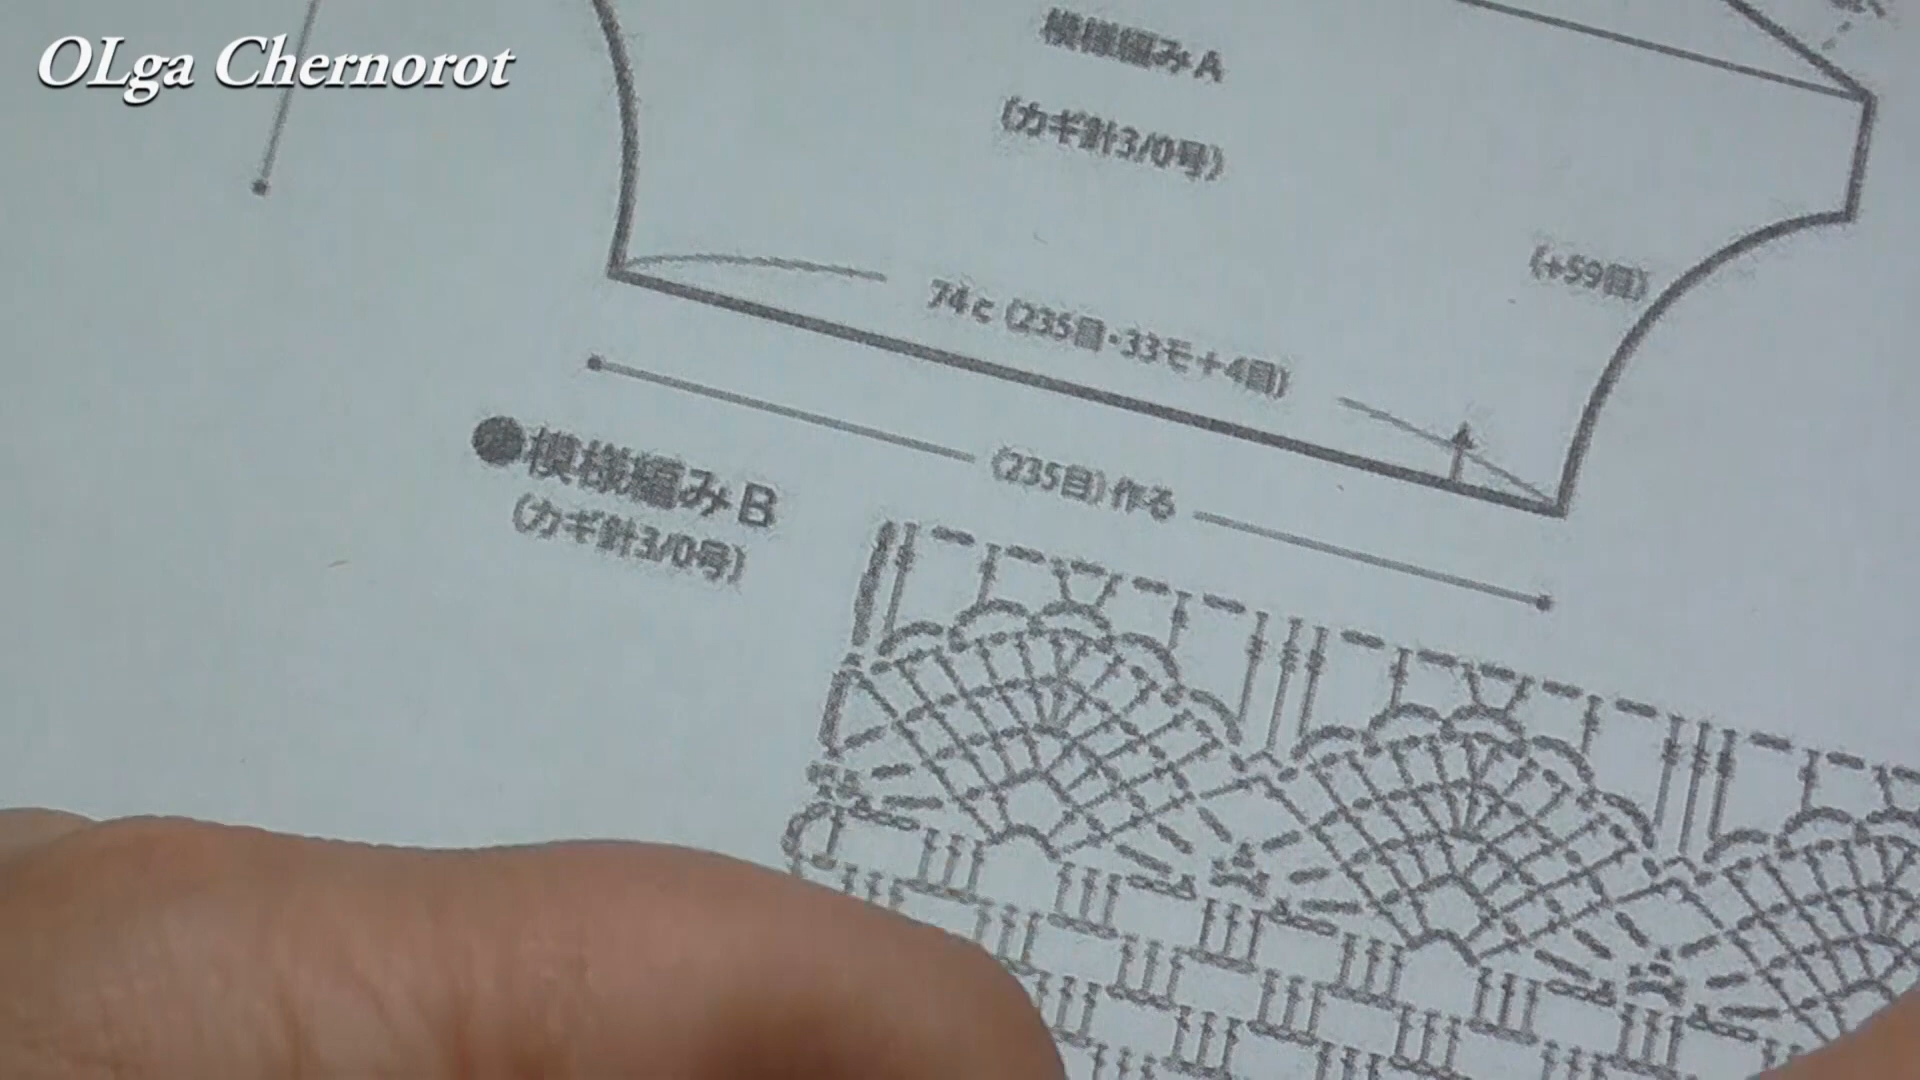 OLga Chernorot
模様編みA
(カギ針3/0号)
(+59目)
74c(235目・33モ+4目)
(235目)作る
●模様編みB
(カギ針3/0号)